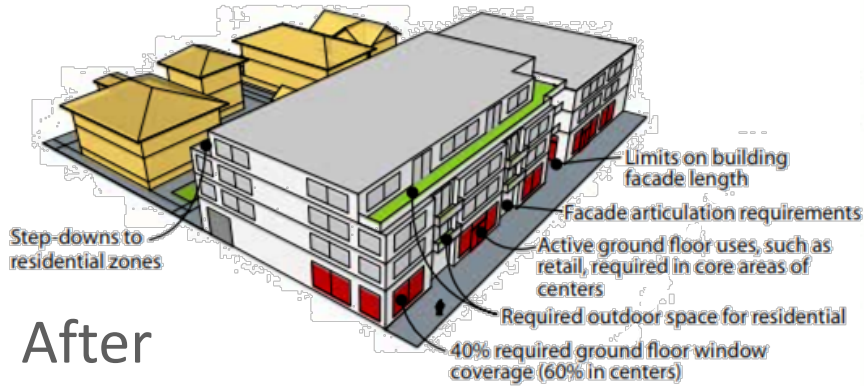 Limits on building
facade length
Facade articulation requirements
Step-downs to
residential zones
Active ground floor uses, such as
retail, required in core areas of
centers
Required outdoor space for residential
After
40% required ground floor window
coverage (60% in centers)